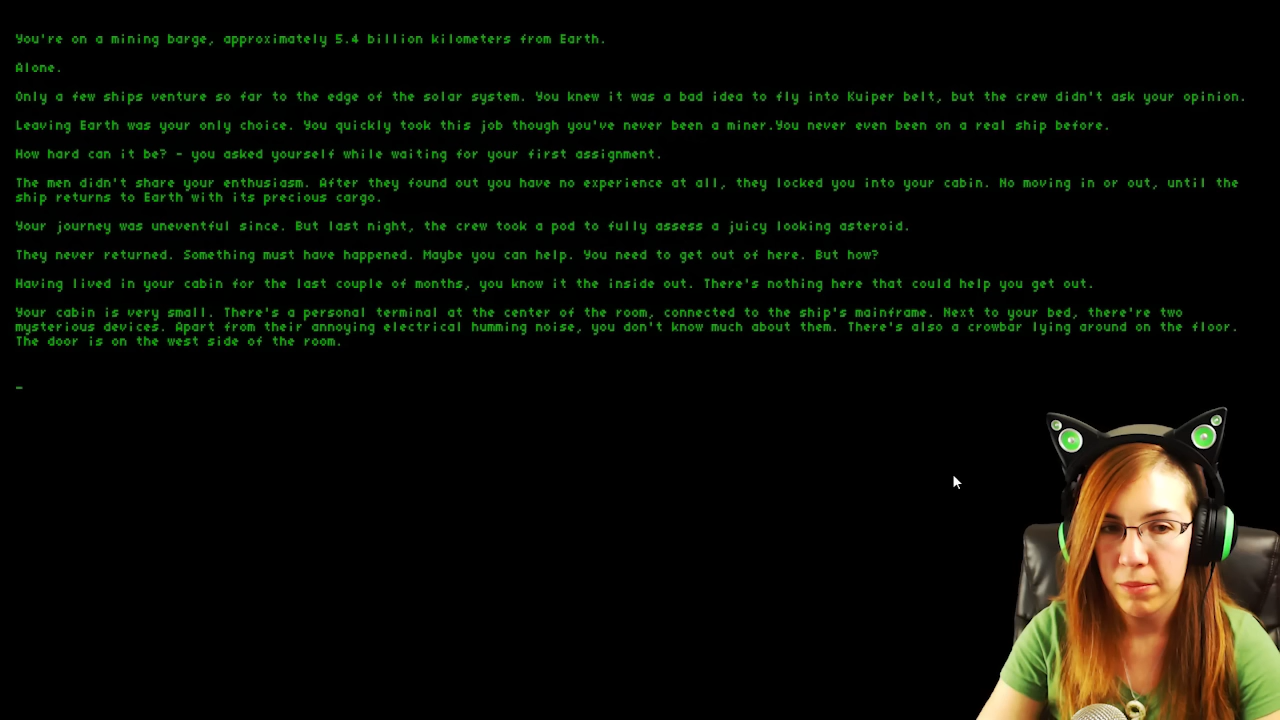 You're on a mining barge, approximately 5.4 billion kilometers from Earth.
Alone.
Only a few ships venture so far to the edge of the solar system. You knew it was a bad idea to fly into Kuiper belt, but the crew didn't ask your opinion.
Leaving Earth was your only choice. You quickly took this job though you've never been a miner.You never even been on a real ship before.
How hard can it be? - you asked yourself while waiting for your first assignment.
The men didn't share your enthusiasm. After they found out you have no experience at all, they locked you into your cabin. No moving in or out, until the
ship returns to Earth with its precious cargo.
Your journey was uneventful since. But last night, the crew took a pod to fully assess a juicy looking asteroid.
They never returned. Something must have happened. Maybe you can help. You need to get out of here. But how?
Having lived in your cabin for the last couple of months, you know it the inside out. There's nothing here that could help you get out.
Your cabin is very small. There's a personal terminal at the center of the room, connected to the ship's mainframe. Next to your bed, there're two
mysterious devices. Apart from their annoying electrical humming noise, you don't know much about them. There's also a crowbar lying around on the floor.
The door is on the west side of the room.